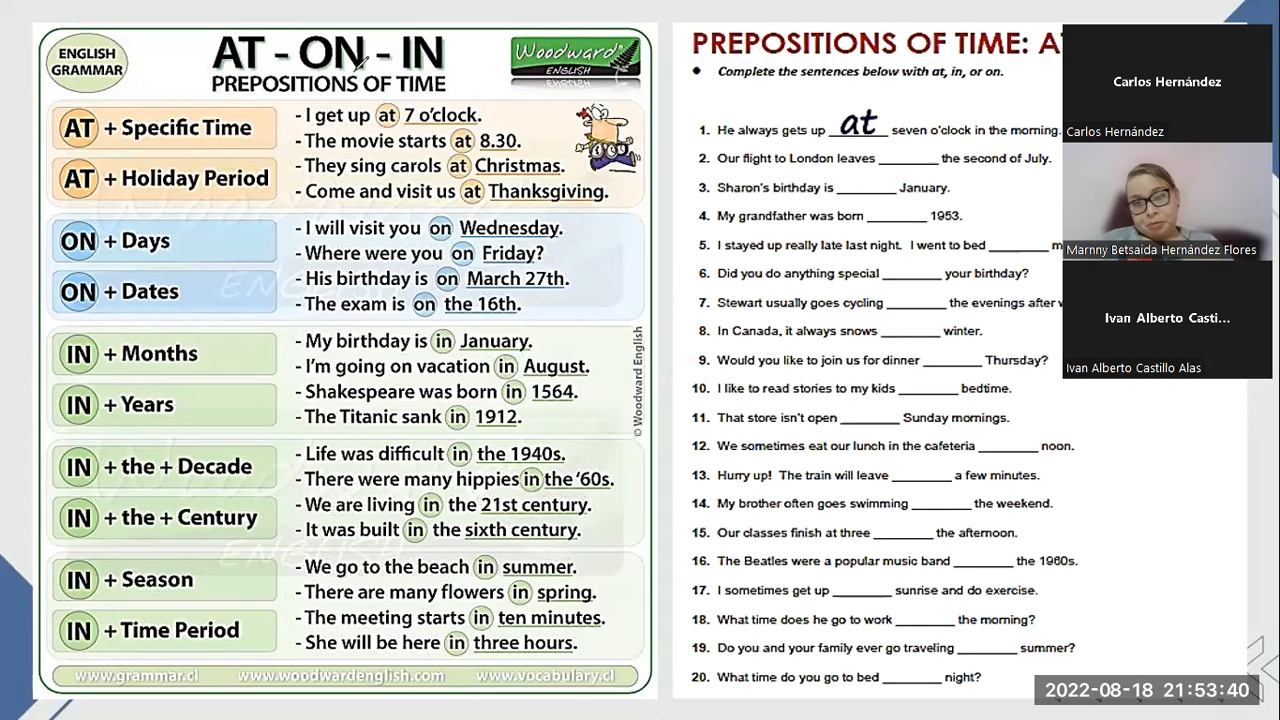 ENGLISH
GRAMMAR
AT - ON - IN
PREPOSITIONS OF TIME
Woodward
ENGLISH
AT + Specific Time
- I get up at 7 o'clock.
- The movie starts at 8.30.
AT + Holiday Period
- They sing carols at Christmas.
- Come and visit us at Thanksgiving.
ON + Days
- I will visit you on Wednesday.
- Where were you on Friday?
ON + Dates
- His birthday is on March 27th.
- The exam is on the 16th.
IN + Months
- My birthday is in January.
- I'm going on vacation in August.
IN + Years
- Shakespeare was born in 1564.
- The Titanic sank in 1912.
IN + the + Decade
- Life was difficult in the 1940s.
- There were many hippies in the '60s.
IN + the + Century
- We are living in the 21st century.
- It was built in the sixth century.
IN + Season
- We go to the beach in summer.
- There are many flowers in spring.
IN + Time Period
- The meeting starts in ten minutes.
- She will be here in three hours.
© Woodward English
www.grammar.cl www.woodwardenglish.com www.vocabulary.cl
PREPOSITIONS OF TIME: A
• Complete the sentences below with at, in, or on.
1. He always gets up at seven o'clock in the morning.
2. Our flight to London leaves ________ the second of July.
3. Sharon's birthday is ________ January.
4. My grandfather was born ________ 1953.
5. I stayed up really late last night. I went to bed ________ m
6. Did you do anything special ________ your birthday?
7. Stewart usually goes cycling ________ the evenings after
8. In Canada, it always snows ________ winter.
9. Would you like to join us for dinner ________ Thursday?
10. I like to read stories to my kids ________ bedtime.
11. That store isn't open ________ Sunday mornings.
12. We sometimes eat our lunch in the cafeteria ________ noon.
13. Hurry up! The train will leave ________ a few minutes.
14. My brother often goes swimming ________ the weekend.
15. Our classes finish at three ________ the afternoon.
16. The Beatles were a popular music band ________ the 1960s.
17. I sometimes get up ________ sunrise and do exercise.
18. What time does he go to work ________ the morning?
19. Do you and your family ever go traveling ________ summer?
20. What time do you go to bed ________ night?
Carlos Hernández
Carlos Hernández
Marnny Betsaida Hernández Flores
Ivan Alberto Casti...
Ivan Alberto Castillo Alas
2022-08-18 21:53:40